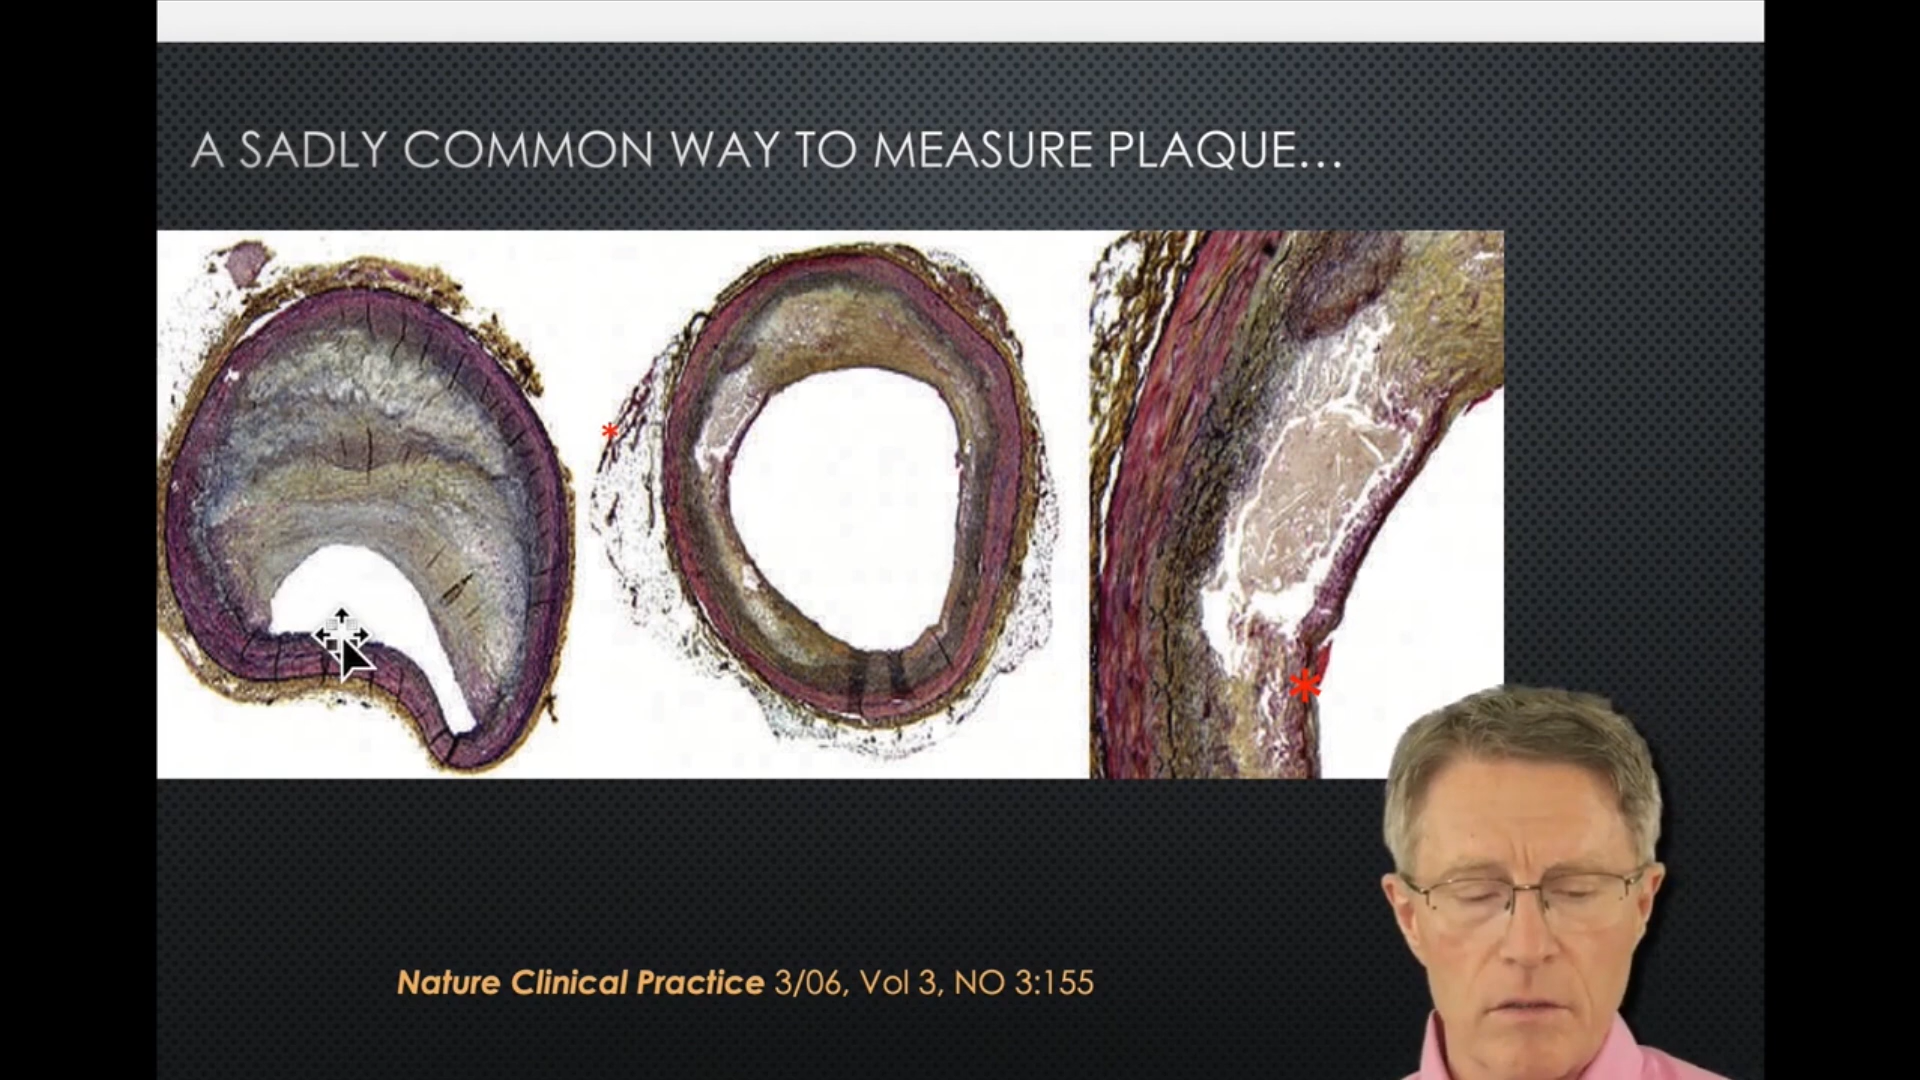 A SADLY COMMON WAY TO MEASURE PLAQUE...
*
*
Nature Clinical Practice 3/06, Vol 3, NO 3:155